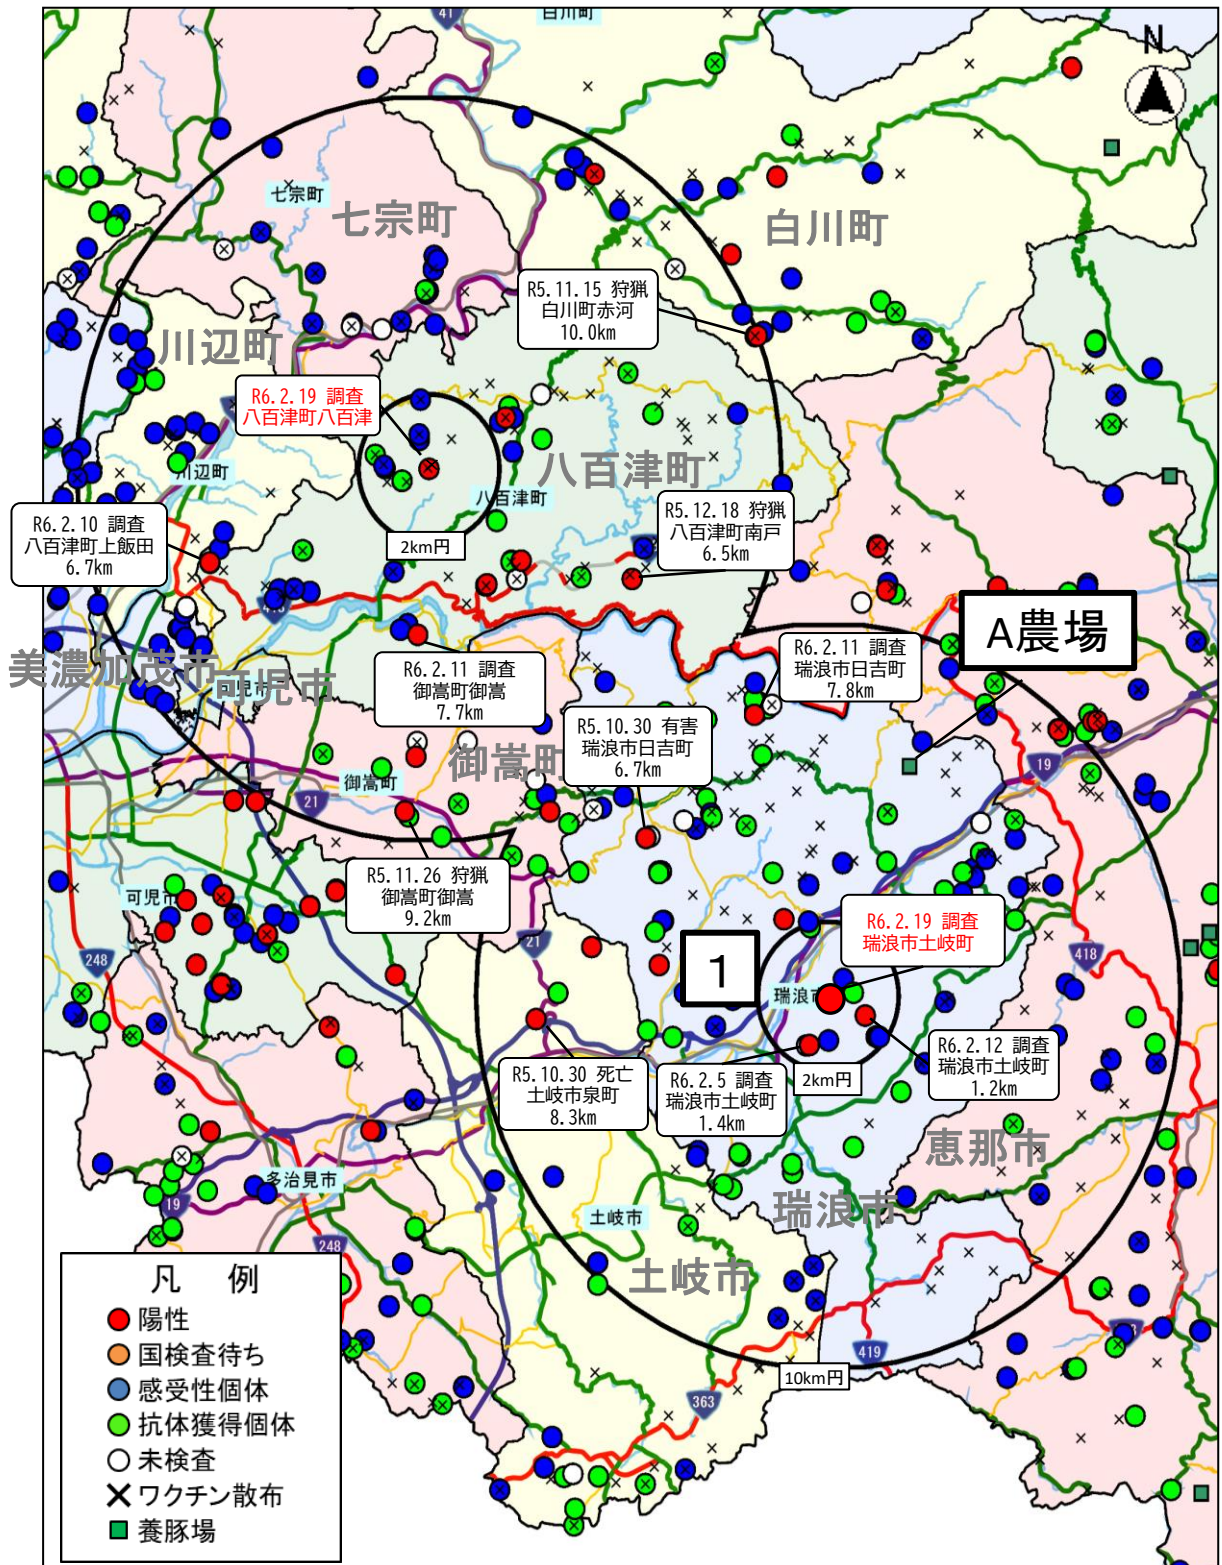 41
白川町
N
七宗町
七宗町
白川町
R5.11.15 狩猟
白川町赤河
10.0km
川辺町
R6.2.19 調査
八百津町八百津
八百津町
川辺町
八百津町
R6.2.10 調査
八百津町上飯田
6.7km
2km円
R5.12.18 狩猟
八百津町南戸
6.5km
A農場
美濃加茂市
可児市
R6.2.11 調査
御嵩町御嵩
7.7km
R6.2.11 調査
瑞浪市日吉町
7.8km
R5.10.30 有害
瑞浪市日吉町
6.7km
御嵩町
御嵩町
19
21
R5.11.26 狩猟
御嵩町御嵩
9.2km
可児市
R6.2.19 調査
瑞浪市土岐町
21
248
418
1
瑞浪市
R5.10.30 死亡
土岐市泉町
8.3km
R6.2.5 調査
瑞浪市土岐町
1.4km
2km円
R6.2.12 調査
瑞浪市土岐町
1.2km
恵那市
多治見市
19
土岐市
瑞浪市
248
土岐市
419
10km円
363
凡 例
陽性
国検査待ち
感受性個体
抗体獲得個体
未検査
ワクチン散布
養豚場